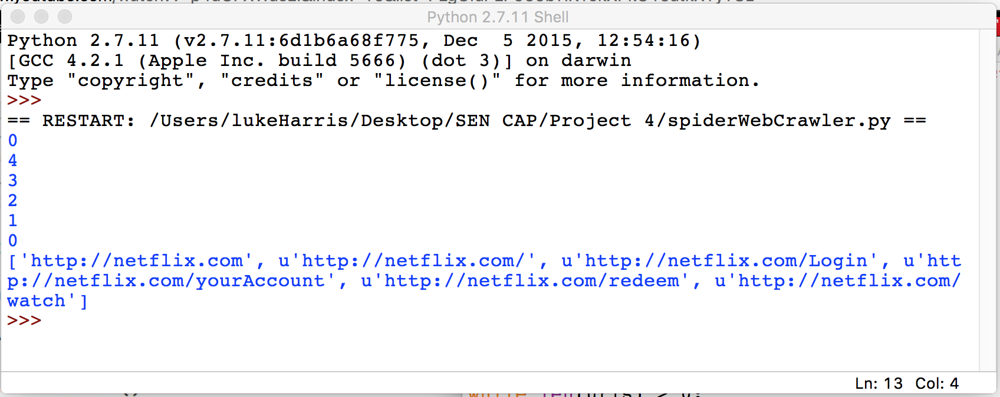 Python 2.7.11 Shell
Python 2.7.11 (v2.7.11:6d1b6a68f775, Dec  5 2015, 12:54:16)
[GCC 4.2.1 (Apple Inc. build 5666) (dot 3)] on darwin
Type "copyright", "credits" or "license()" for more information.
>>>
== RESTART: /Users/lukeHarris/Desktop/SEN CAP/Project 4/spiderWebCrawler.py ==
0
4
3
2
1
0
['http://netflix.com', u'http://netflix.com/', u'http://netflix.com/Login', u'htt
p://netflix.com/yourAccount', u'http://netflix.com/redeem', u'http://netflix.com/
watch']
>>>
Ln: 13 Col: 4